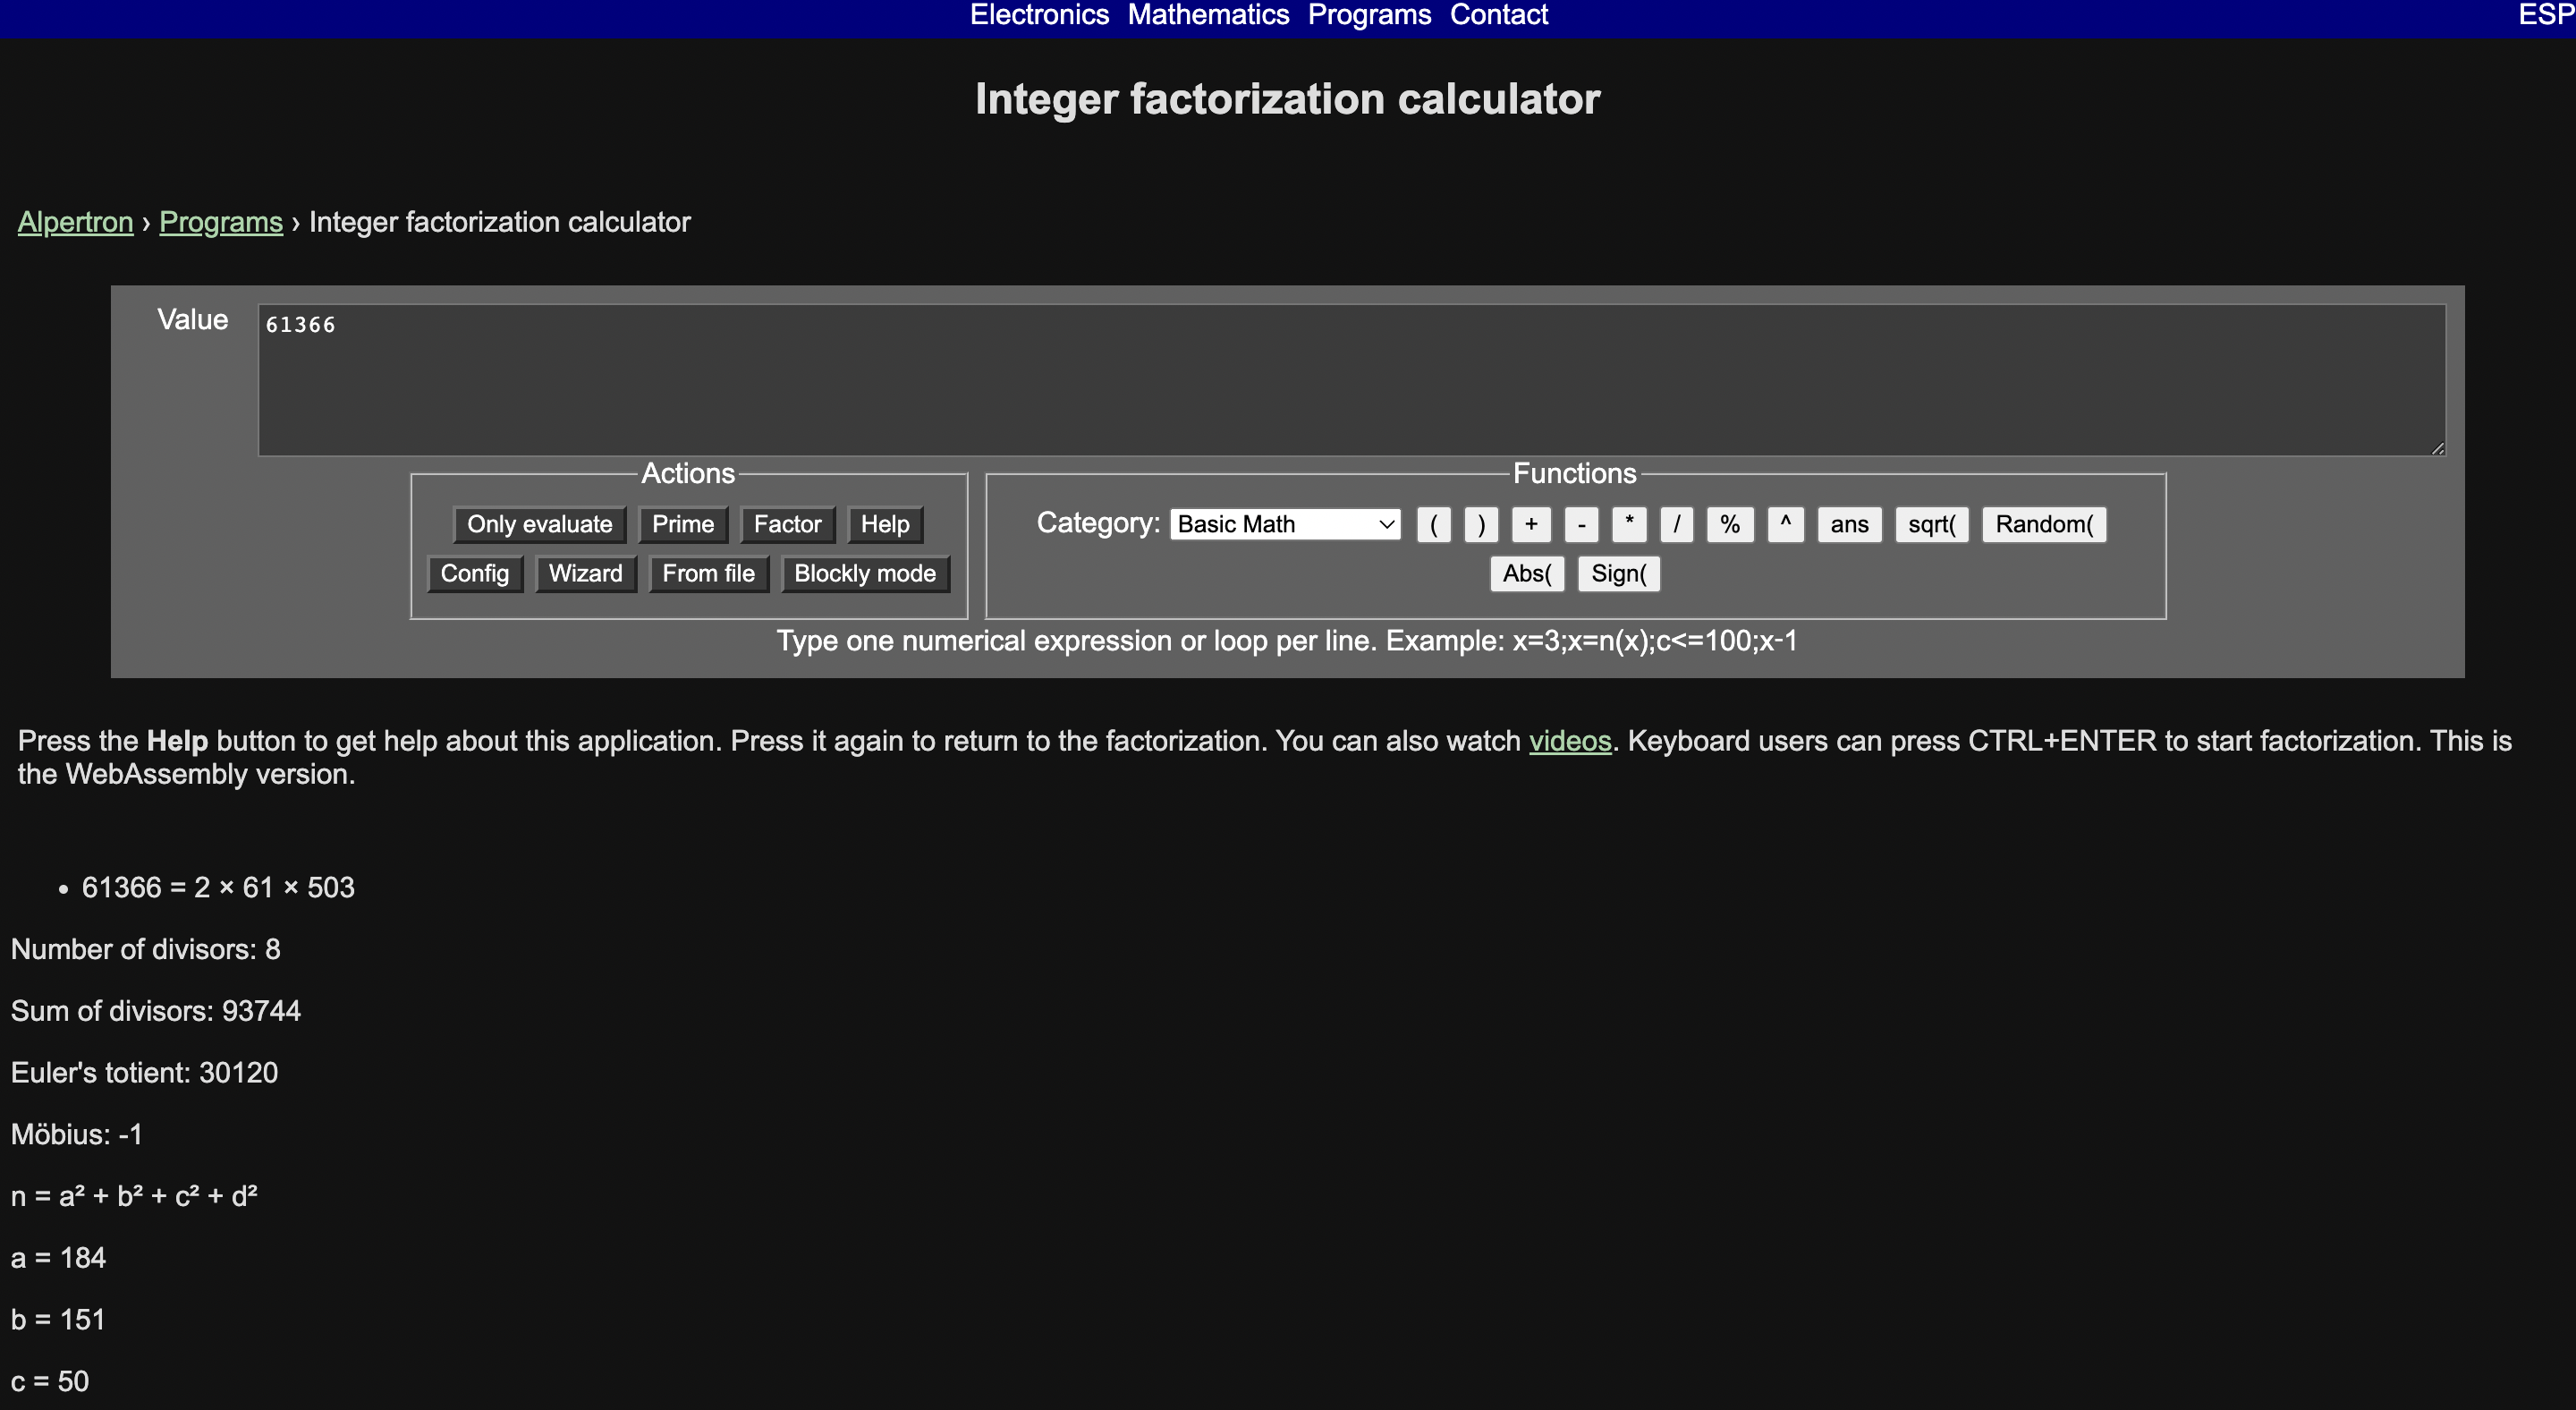 Electronics Mathematics Programs Contact ESP
Integer factorization calculator
Alpertron › Programs › Integer factorization calculator
Value 61366
Actions
Only evaluate Prime Factor Help
Config Wizard From file Blockly mode
Functions
Category: Basic Math ( ) + - * / % ^ ans sqrt( Random(
Abs( Sign(
Type one numerical expression or loop per line. Example: x=3;x=n(x);c<=100;x-1
Press the Help button to get help about this application. Press it again to return to the factorization. You can also watch videos. Keyboard users can press CTRL+ENTER to start factorization. This is
the WebAssembly version.
• 61366 = 2 × 61 × 503
Number of divisors: 8
Sum of divisors: 93744
Euler's totient: 30120
Möbius: -1
n = a² + b² + c² + d²
a = 184
b = 151
c = 50